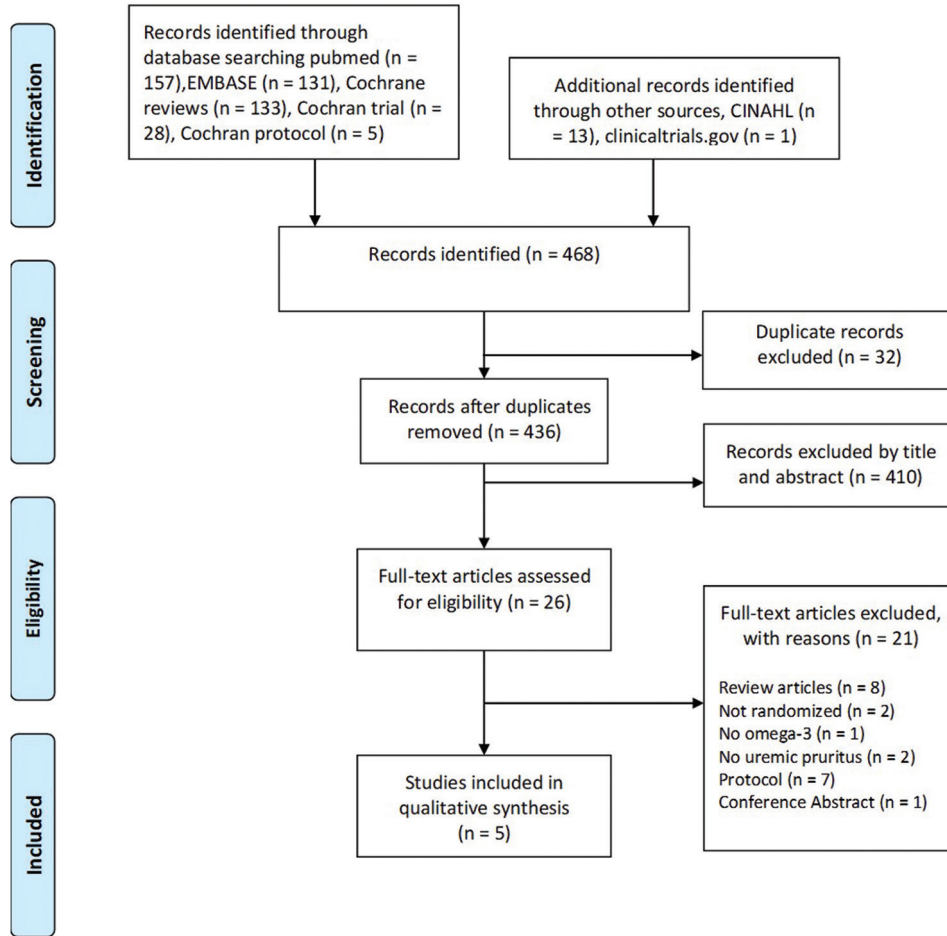 Identification
Records identified through
database searching pubmed (n =
157),EMBASE (n = 131), Cochrane
reviews (n = 133), Cochran trial (n =
28), Cochran protocol (n = 5)
Additional records identified
through other sources, CINAHL (n
= 13), clinicaltrials.gov (n = 1)
Records identified (n = 468)
Screening
Duplicate records
excluded (n = 32)
Records after duplicates
removed (n = 436)
Records excluded by title
and abstract (n = 410)
Eligibility
Full-text articles assessed
for eligibility (n = 26)
Full-text articles excluded,
with reasons (n = 21)
Review articles (n = 8)
Not randomized (n = 2)
No omega-3 (n = 1)
No uremic pruritus (n = 2)
Protocol (n = 7)
Conference Abstract (n = 1)
Included
Studies included in
qualitative synthesis
(n = 5)